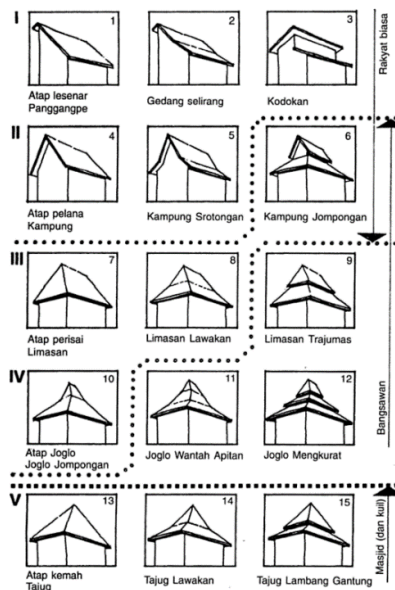 I
1
2
3
Atap lesenar
Panggangpe
Gedang selirang
Kodokan
Rakyat biasa
II
4
5
6
Atap pelana
Kampung
Kampung Srotongan
Kampung Jompongan
III
7
8
9
Atap perisai
Limasan
Limasan Lawakan
Limasan Trajumas
IV
10
11
12
Atap Joglo
Joglo Jompongan
Joglo Wantah Apitan
Joglo Mengkurat
Bangsawan
V
13
14
15
Atap kemah
Tajug
Tajug Lawakan
Tajug Lambang Gantung
Masjid (dan kuil)